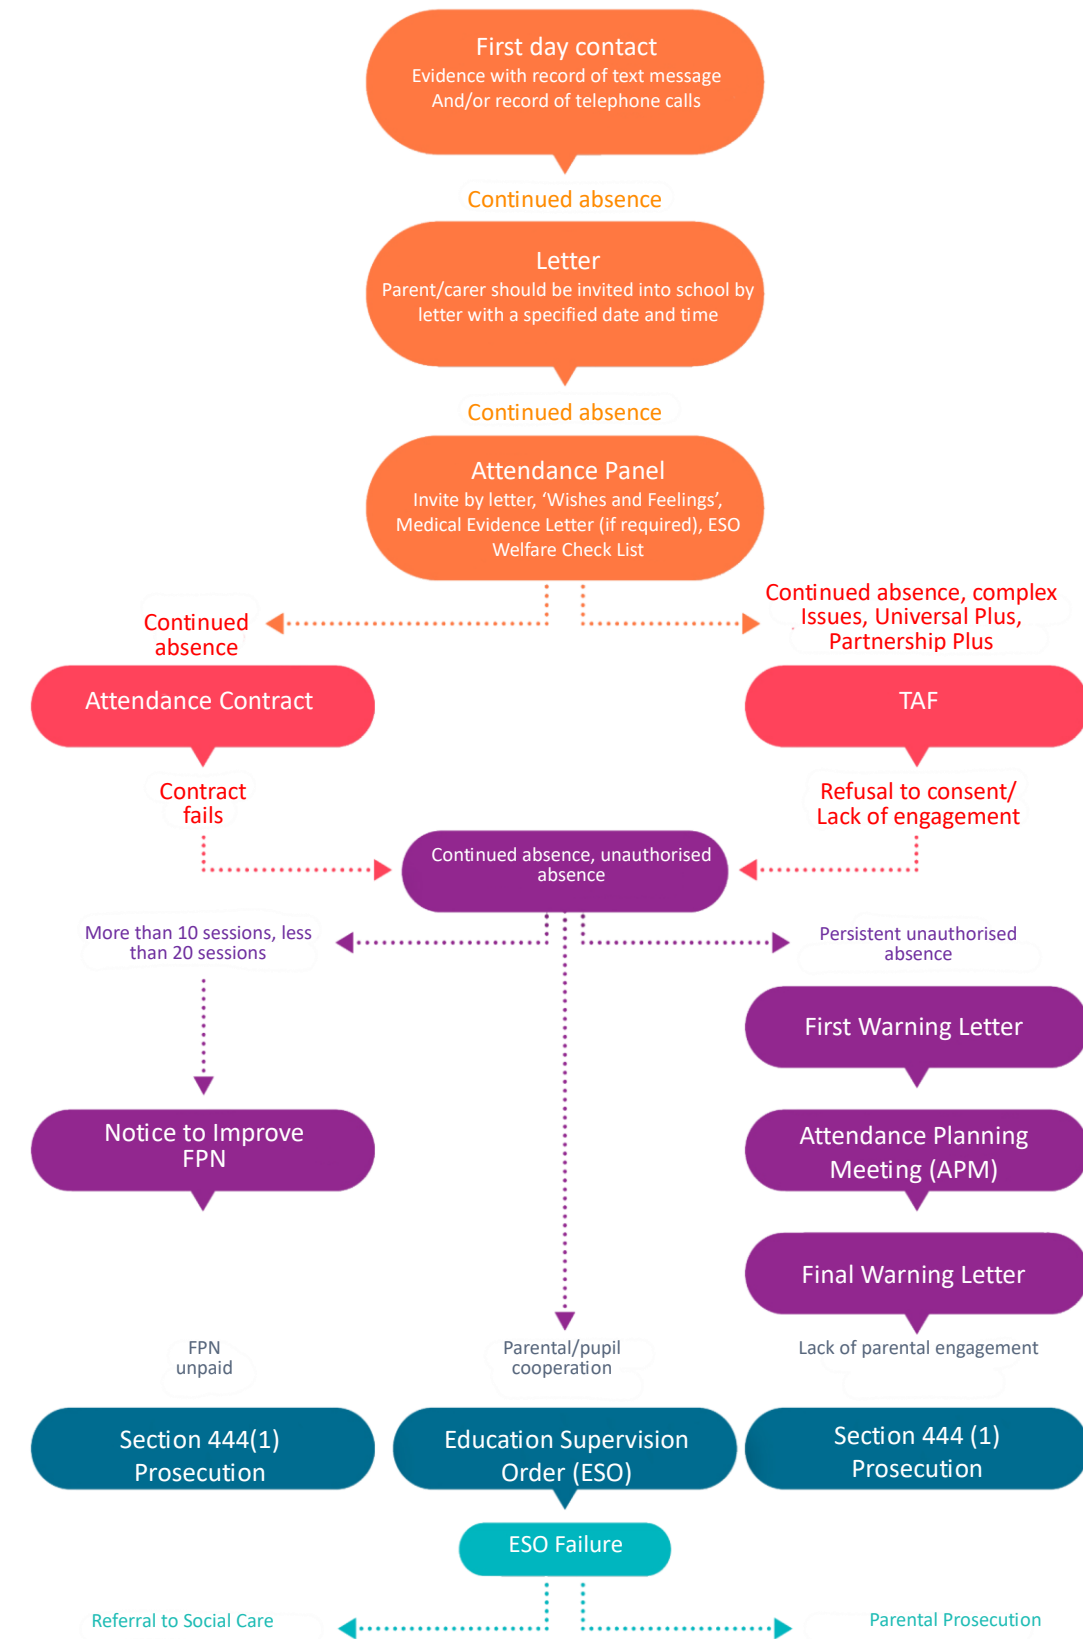 First day contact
Evidence with record of text message
And/or record of telephone calls
Continued absence
Letter
Parent/carer should be invited into school by
letter with a specified date and time
Continued absence
Attendance Panel
Invite by letter, ‘Wishes and Feelings’,
Medical Evidence Letter (if required), ESO
Welfare Check List
Continued
absence
Continued absence, complex
Issues, Universal Plus,
Partnership Plus
Attendance Contract
TAF
Contract
fails
Refusal to consent/
Lack of engagement
Continued absence, unauthorised
absence
More than 10 sessions, less
than 20 sessions
Persistent unauthorised
absence
First Warning Letter
Notice to Improve
FPN
Attendance Planning
Meeting (APM)
Final Warning Letter
FPN
unpaid
Parental/pupil
cooperation
Lack of parental engagement
Section 444(1)
Prosecution
Education Supervision
Order (ESO)
Section 444 (1)
Prosecution
ESO Failure
Referral to Social Care
Parental Prosecution